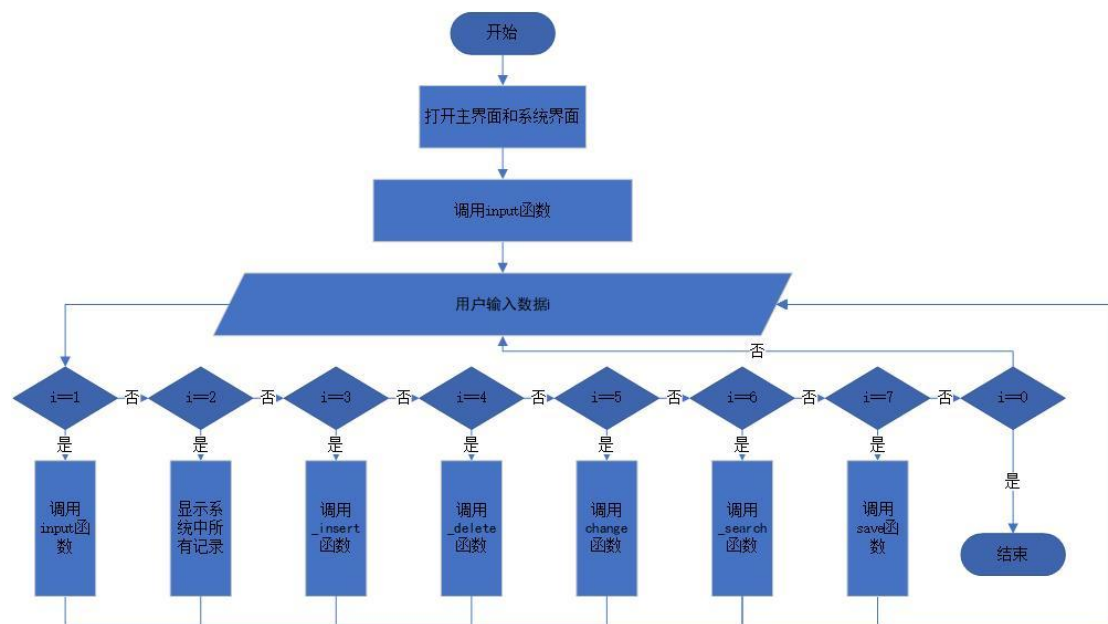 开始
打开主界面和系统界面
调用input函数
用户输入数据i
否
i==1
否
i==2
否
i==3
否
i==4
否
i==5
否
i==6
否
i==7
否
i==0
是
是
是
是
是
是
是
是
调用
input函
数
显示系
统中所
有记录
调用
_insert
函数
调用
_delete
函数
调用
change
函数
调用
_search
函数
调用
save函
数
结束